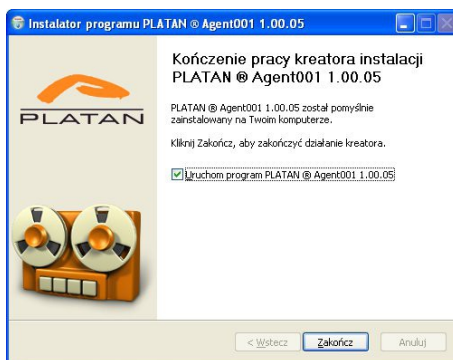 Instalator programu PLATAN ® Agent001 1.00.05
PLATAN
Kończenie pracy kreatora instalacji
PLATAN ® Agent001 1.00.05
PLATAN ® Agent001 1.00.05 został pomyślnie
zainstalowany na Twoim komputerze.
Kliknij Zakończ, aby zakończyć działanie kreatora.
Uruchom program PLATAN ® Agent001 1.00.05
< Wstecz
Zakończ
Anuluj